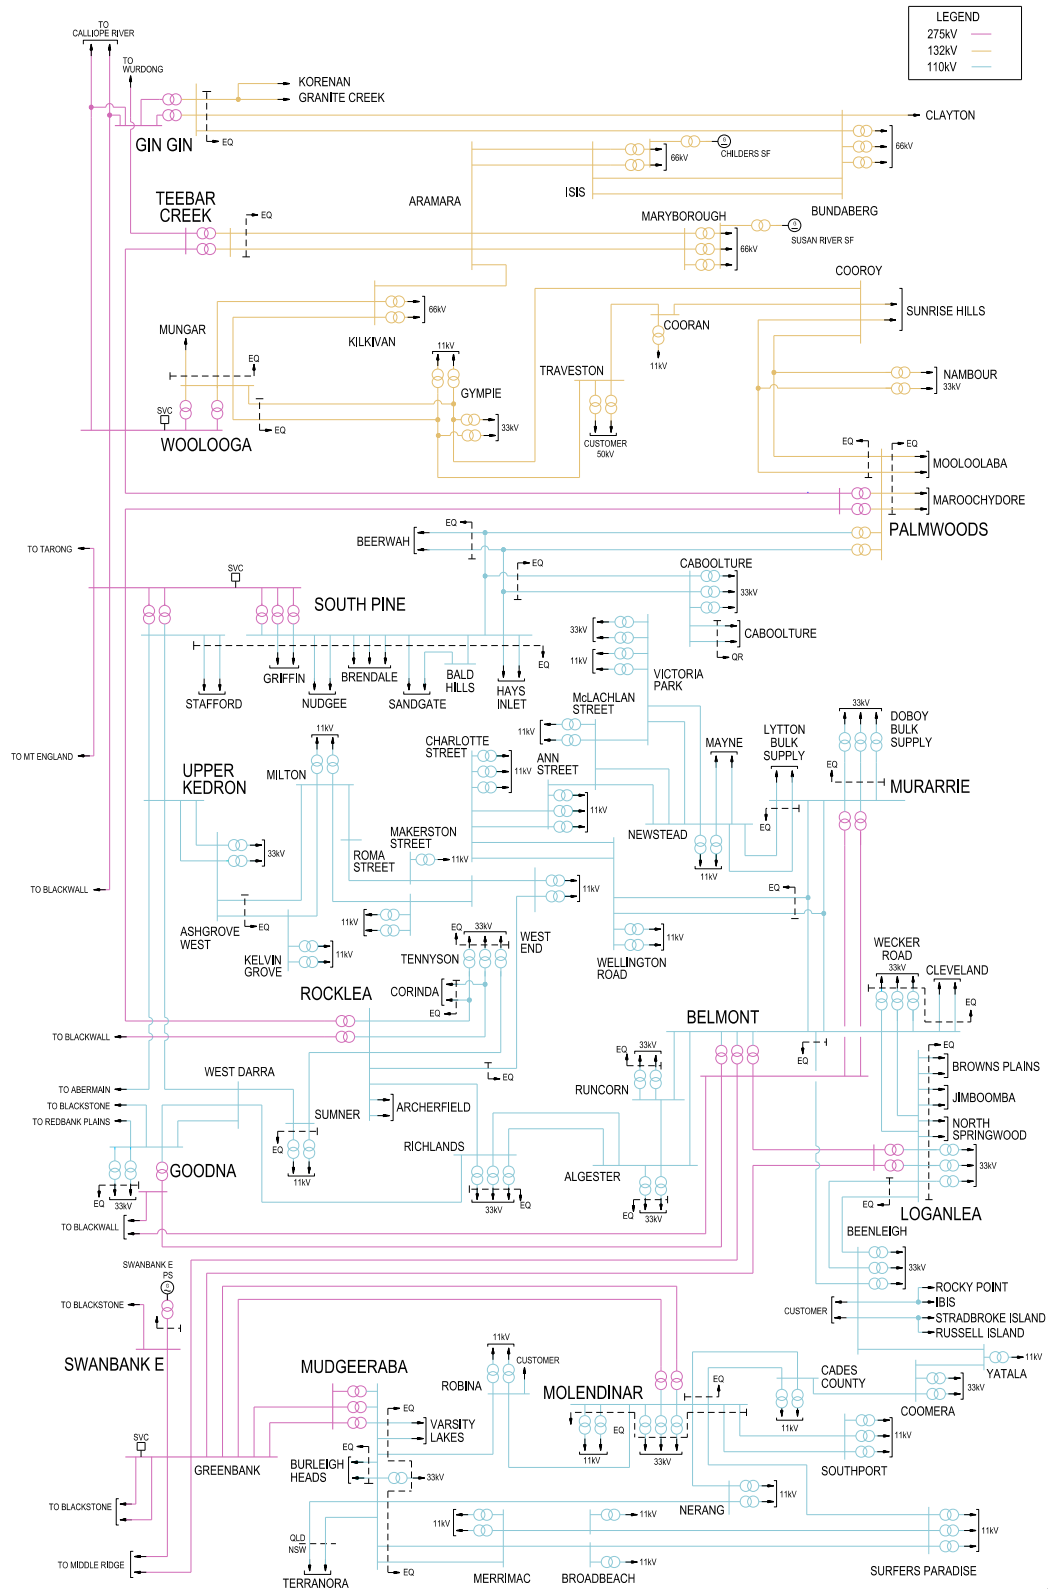 LEGEND
275kV
132kV
110kV
TO
CALLIOPE RIVER
TO
WURDONG
KORENAN
GRANITE CREEK
CLAYTON
GIN GIN
EQ
CHILDERS SF
66kV
66kV
ISIS
ARAMARA
BUNDABERG
TEEBAR
CREEK
EQ
MARYBOROUGH
SUSAN RIVER SF
66kV
COOROY
SUNRISE HILLS
66kV
COORAN
MUNGAR
KILKIVAN
11kV
EQ
11kV
TRAVESTON
NAMBOUR
33kV
GYMPIE
SVC
WOOLOOGA
EQ
33kV
CUSTOMER
50kV
EQ
EQ
MOOLOOLABA
MAROOCHYDORE
PALMWOODS
EQ
BEERWAH
TO TARONG
SVC
EQ
CABOOLTURE
33kV
SOUTH PINE
33kV
CABOOLTURE
QR
11kV
VICTORIA
PARK
EQ
STAFFORD
GRIFFIN
NUDGEE
BRENDALE
SANDGATE
BALD
HILLS
HAYS
INLET
McLACHLAN
STREET
33kV
DOBOY
BULK
SUPPLY
11kV
11kV
MAYNE
LYTTON
BULK
SUPPLY
TO MT ENGLAND
CHARLOTTE
STREET
ANN
STREET
11kV
EQ
UPPER
KEDRON
MILTON
MURARRIE
11kV
NEWSTEAD
EQ
MAKERSTON
STREET
33kV
ROMA
STREET
11kV
11kV
TO BLACKWALL
11kV
EQ
ASHGROVE
WEST
EQ
11kV
KELVIN
GROVE
11kV
EQ
33kV
TENNYSON
WEST
END
WELLINGTON
ROAD
11kV
WECKER
ROAD
33kV
CLEVELAND
EQ
ROCKLEA
CORINDA
EQ
BELMONT
TO BLACKWALL
EQ
EQ
33kV
EQ
BROWNS PLAINS
WEST DARRA
EQ
RUNCORN
JIMBOOMBA
TO ABERMAIN
TO BLACKSTONE
TO REDBANK PLAINS
SUMNER
ARCHERFIELD
NORTH
SPRINGWOOD
EQ
RICHLANDS
ALGESTER
33kV
GOODNA
11kV
EQ
33kV
33kV
EQ
EQ
33kV
EQ
LOGANLEA
TO BLACKWALL
BEENLEIGH
SWANBANK E
PS
33kV
ROCKY POINT
IBIS
STRADBROKE ISLAND
RUSSELL ISLAND
TO BLACKSTONE
CUSTOMER
SWANBANK E
11kV
CUSTOMER
11kV
YATALA
MUDGEERABA
ROBINA
MOLENDINAR
EQ
CADES
COUNTY
33kV
COOMERA
EQ
VARSITY
LAKES
EQ
11kV
11kV
SVC
EQ
BURLEIGH
HEADS
33kV
11kV
33kV
SOUTHPORT
GREENBANK
TO BLACKSTONE
11kV
NERANG
11kV
11kV
11kV
QLD
NSW
TO MIDDLE RIDGE
11kV
TERRANORA
EQ
MERRIMAC
BROADBEACH
SURFERS PARADISE